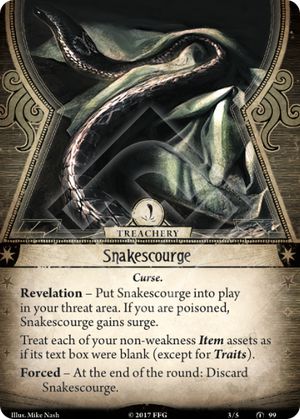 TREACHERY
Snakescourge
Curse.
Revelation – Put Snakescourge into play
in your threat area. If you are poisoned,
Snakescourge gains surge.
Treat each of your non-weakness Item assets as
if its text box were blank (except for Traits).
Forced – At the end of the round: Discard
Snakescourge.
Illus. Mike Nash
© 2017 FFG
3/5
99